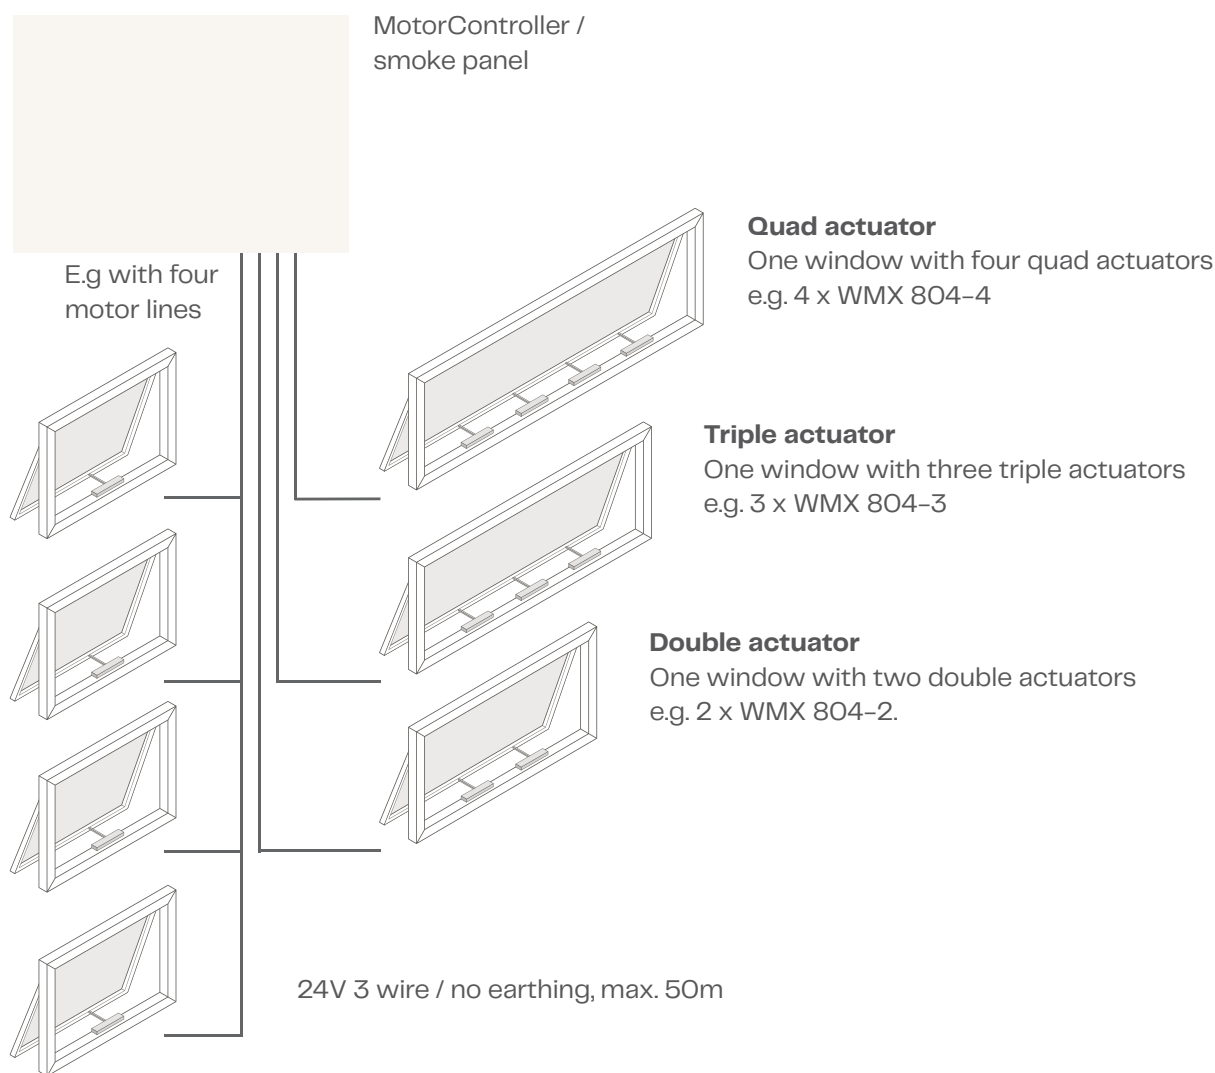 MotorController /
smoke panel
E.g with four
motor lines
Quad actuator
One window with four quad actuators
e.g. 4 x WMX 804-4
Triple actuator
One window with three triple actuators
e.g. 3 x WMX 804-3
Double actuator
One window with two double actuators
e.g. 2 x WMX 804-2.
24V 3 wire / no earthing, max. 50m